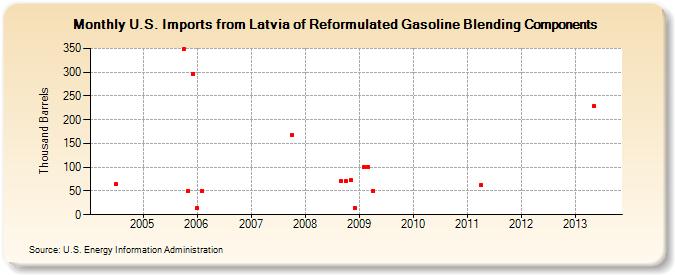 Monthly U.S. Imports from Latvia of Reformulated Gasoline Blending Components
Thousand Barrels
350
300
250
200
150
100
50
0
2005 2006 2007 2008 2009 2010 2011 2012 2013
Source: U.S. Energy Information Administration